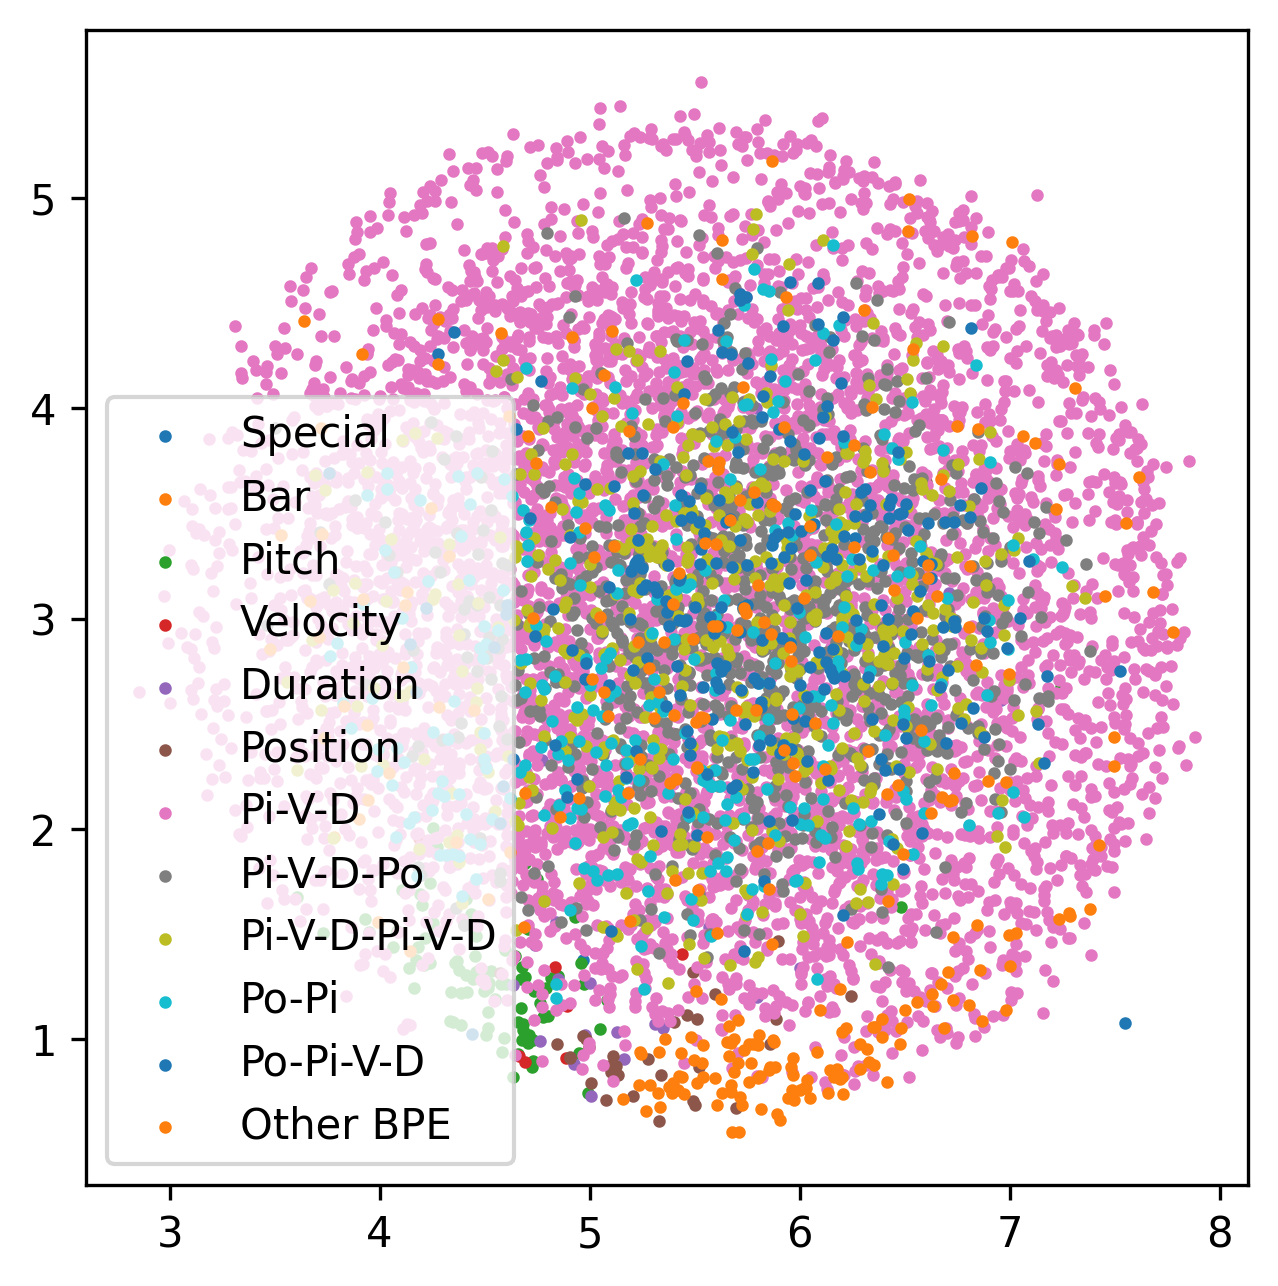 5
4
3
2
1
Special
Bar
Pitch
Velocity
Duration
Position
Pi-V-D
Pi-V-D-Po
Pi-V-D-Pi-V-D
Po-Pi
Po-Pi-V-D
Other BPE
3 4 5 6 7 8